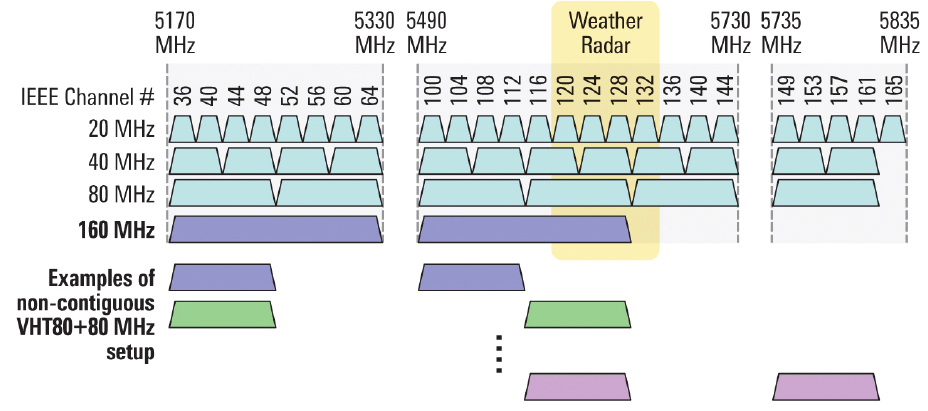 5170 MHz
5330 MHz
5490 MHz
Weather Radar
5730 MHz
5735 MHz
5835 MHz
IEEE Channel # 36 40 44 48 52 56 60 64 100 104 108 112 116 120 124 128 132 136 140 144 149 153 157 161 165
20 MHz
40 MHz
80 MHz
160 MHz
Examples of
non-contiguous
VHT80+80 MHz
setup